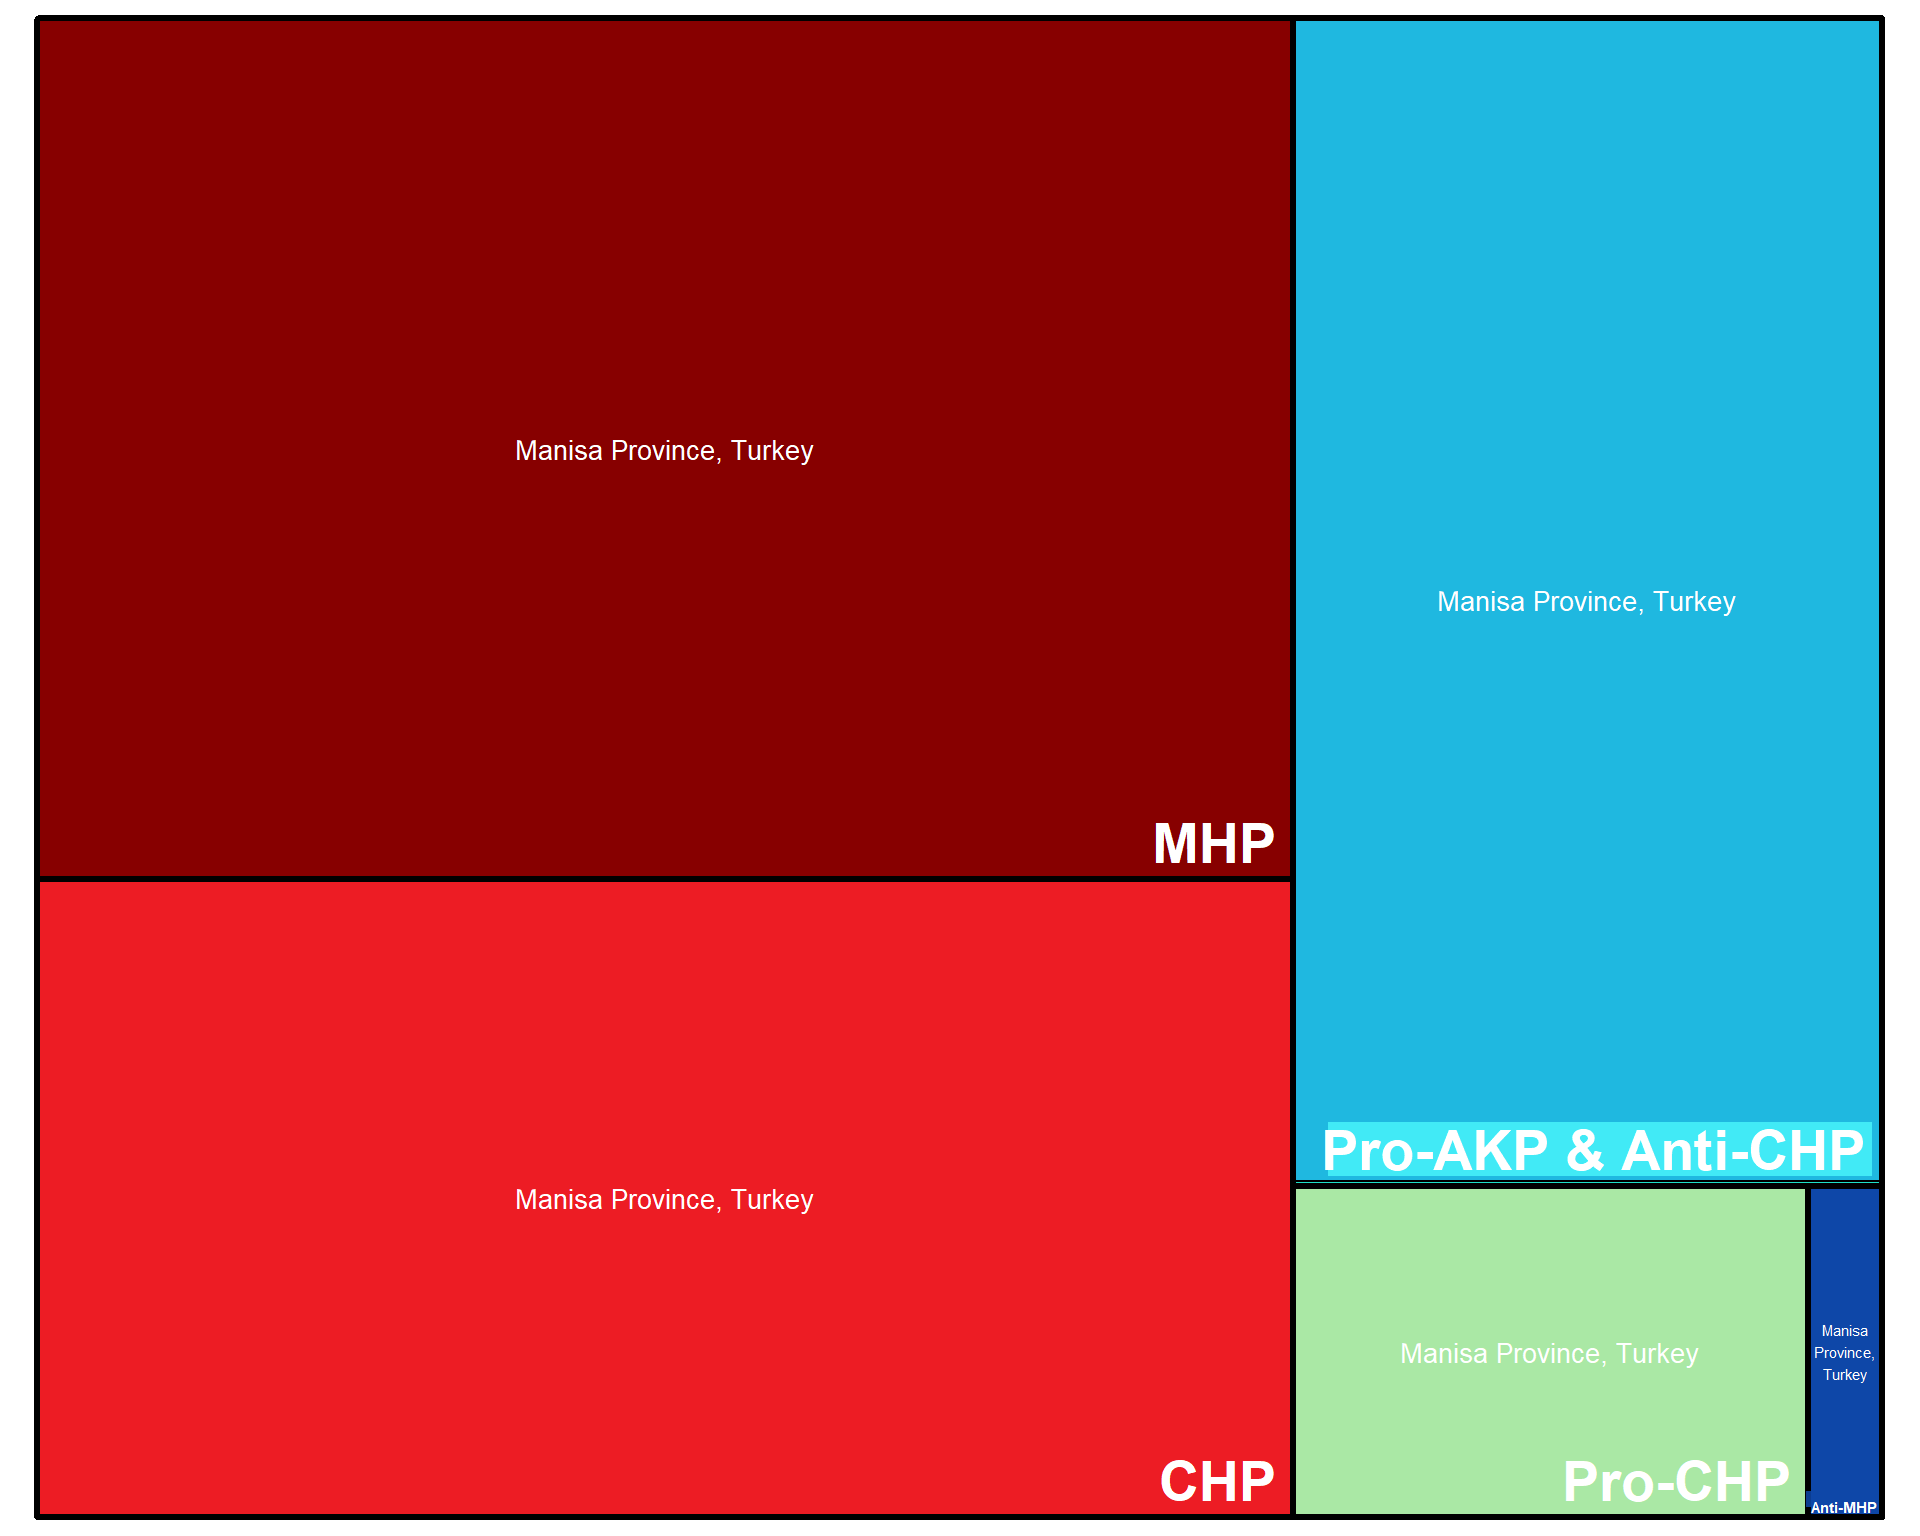 Manisa Province, Turkey
MHP
Manisa Province, Turkey
CHP
Manisa Province, Turkey
Pro-AKP & Anti-CHP
Manisa Province, Turkey
Pro-CHP
Manisa
Province,
Turkey
Anti-MHP